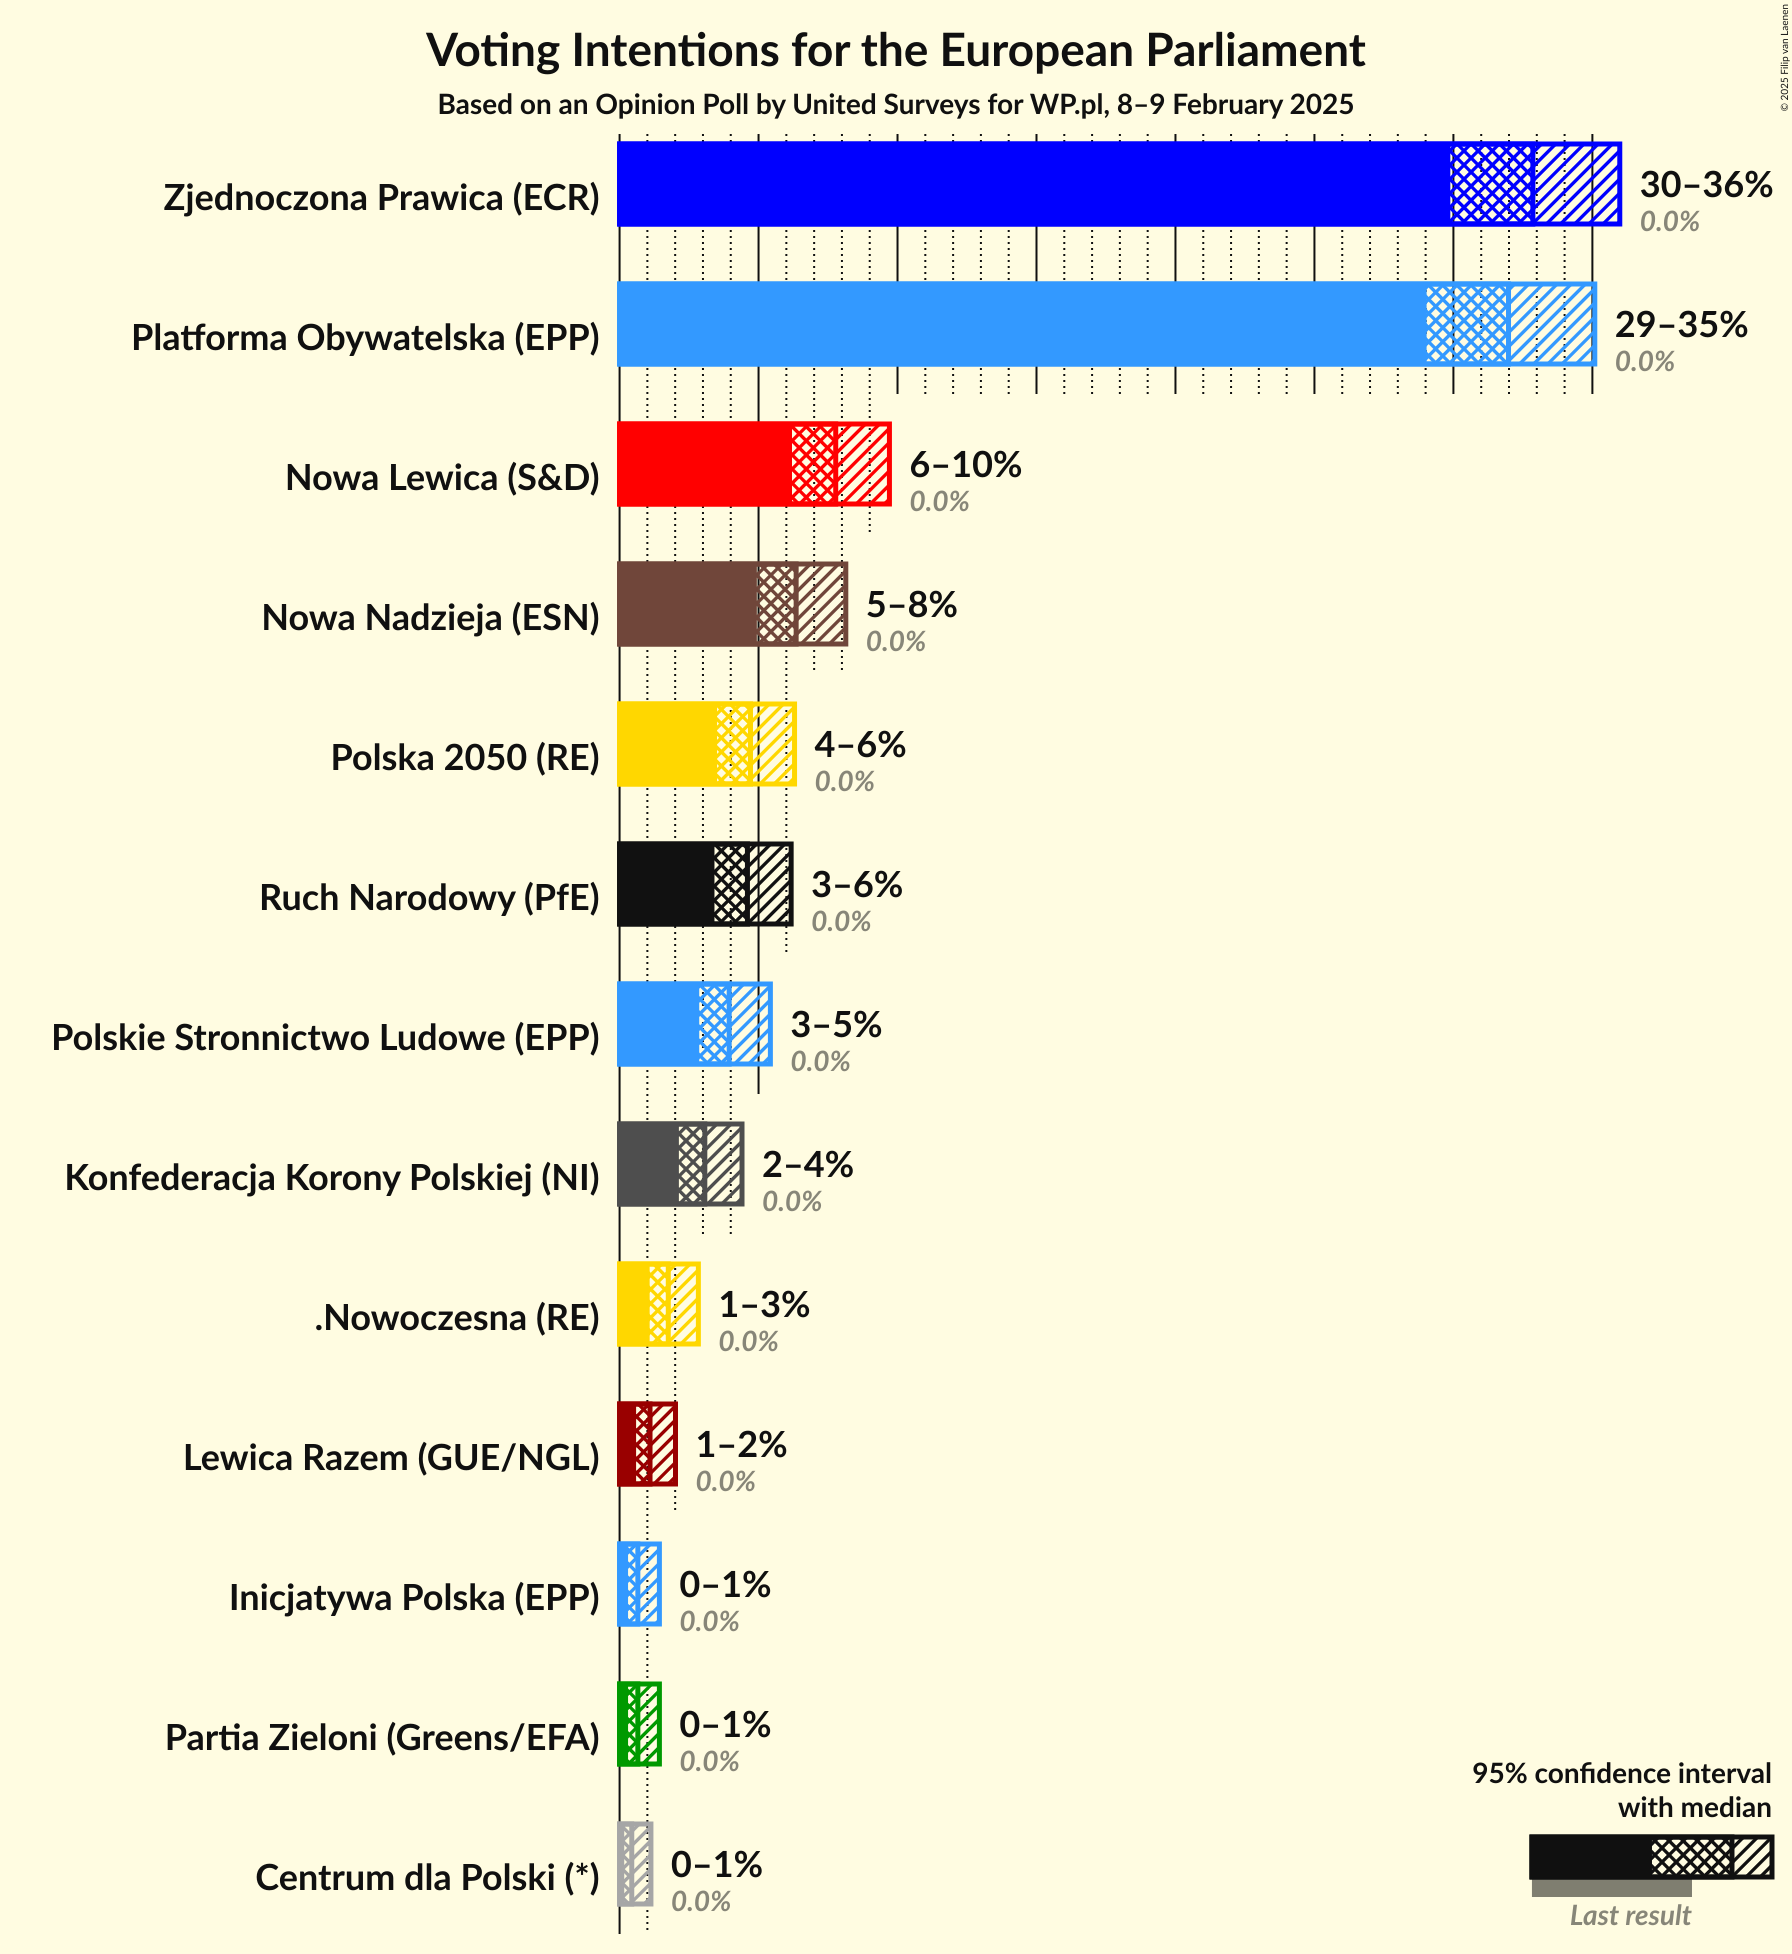 Voting Intentions for the European Parliament
Based on an Opinion Poll by United Surveys for WP.pl, 8–9 February 2025
© 2025 Filip van Laenen
Zjednoczona Prawica (ECR)
30–36%
0.0%
Platforma Obywatelska (EPP)
29–35%
0.0%
Nowa Lewica (S&D)
6–10%
0.0%
Nowa Nadzieja (ESN)
5–8%
0.0%
Polska 2050 (RE)
4–6%
0.0%
Ruch Narodowy (PfE)
3–6%
0.0%
Polskie Stronnictwo Ludowe (EPP)
3–5%
0.0%
Konfederacja Korony Polskiej (NI)
2–4%
0.0%
.Nowoczesna (RE)
1–3%
0.0%
Lewica Razem (GUE/NGL)
1–2%
0.0%
Inicjatywa Polska (EPP)
0–1%
0.0%
Partia Zieloni (Greens/EFA)
0–1%
0.0%
Centrum dla Polski (*)
0–1%
0.0%
95% confidence interval
with median
Last result